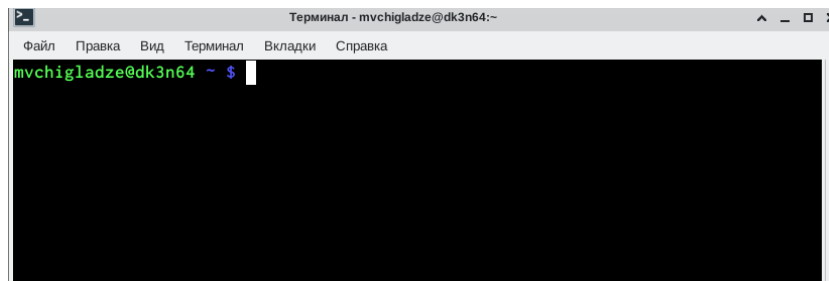 Терминал - mvchigladze@dk3n64:~
Файл Правка Вид Терминал Вкладки Справка
mvchigladze@dk3n64 ~ $